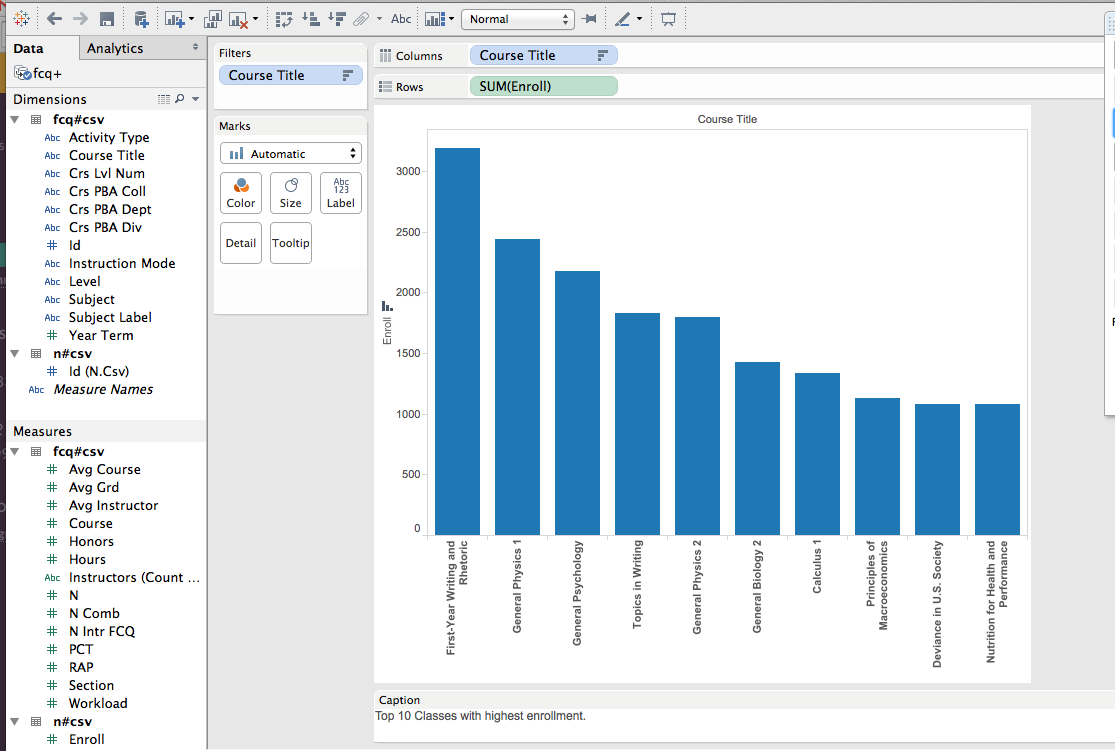 Abc
Normal
Data
Analytics
fcq+
Dimensions
fcq#csv
Abc Activity Type
Abc Course Title
Abc Crs Lvl Num
Abc Crs PBA Coll
Abc Crs PBA Dept
Abc Crs PBA Div
# Id
Abc Instruction Mode
Abc Level
Abc Subject
Abc Subject Label
# Year Term
n#csv
# Id (N.Csv)
Abc Measure Names
Measures
fcq#csv
# Avg Course
# Avg Grd
# Avg Instructor
# Course
# Honors
# Hours
Abc Instructors (Count ...
# N
# N Comb
# N Intr FCQ
# PCT
# RAP
# Section
# Workload
n#csv
# Enroll
Filters
Course Title
Marks
Automatic
Color
Size
Abc
123
Label
Detail
Tooltip
Columns
Course Title
Rows
SUM(Enroll)
Course Title
Enroll
3000
2500
2000
1500
1000
500
0
First-Year Writing and
Rhetoric
General Physics 1
General Psychology
Topics in Writing
General Physics 2
General Biology 2
Calculus 1
Principles of
Macroeconomics
Deviance in U.S. Society
Nutrition for Health and
Performance
Caption
Top 10 Classes with highest enrollment.